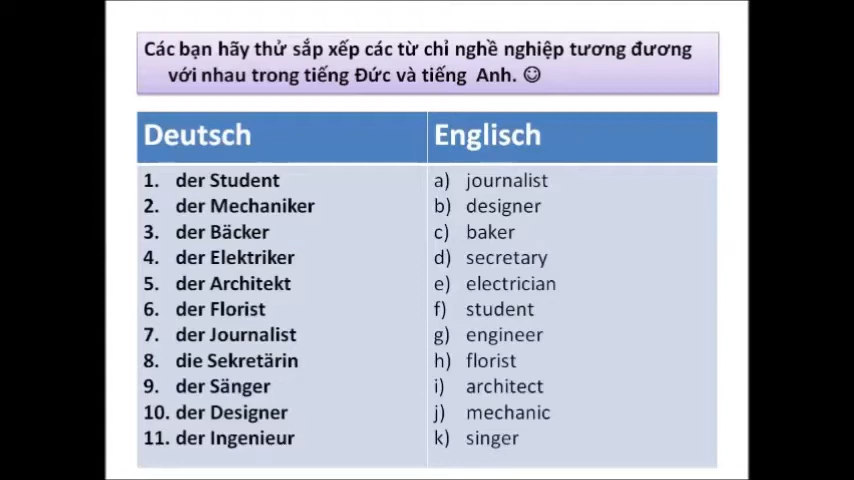 Các bạn hãy thử sắp xếp các từ chỉ nghề nghiệp tương đương
với nhau trong tiếng Đức và tiếng Anh. ☺
Deutsch
1. der Student
2. der Mechaniker
3. der Bäcker
4. der Elektriker
5. der Architekt
6. der Florist
7. der Journalist
8. die Sekretärin
9. der Sänger
10. der Designer
11. der Ingenieur
Englisch
a) journalist
b) designer
c) baker
d) secretary
e) electrician
f) student
g) engineer
h) florist
i) architect
j) mechanic
k) singer